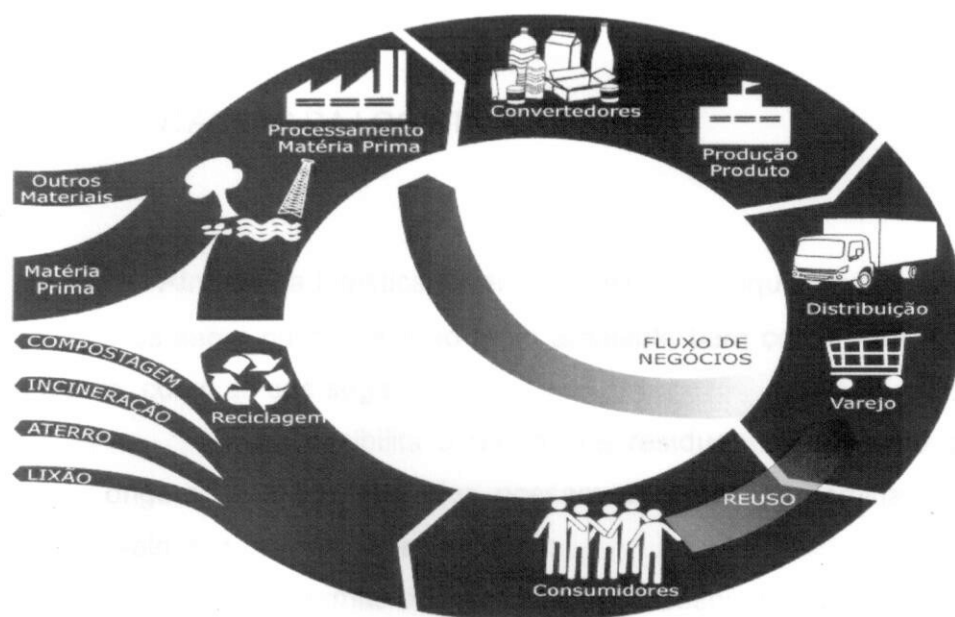 Convertedores
Processamento
Matéria Prima
Produção
Produto
Outros
Materiais
Matéria
Prima
Distribuição
FLUXO DE
NEGÓCIOS
Varejo
COMPOSTAGEM
INCINERAÇÃO
ATERRO
LIXÃO
Reciclagem
REUSO
Consumidores